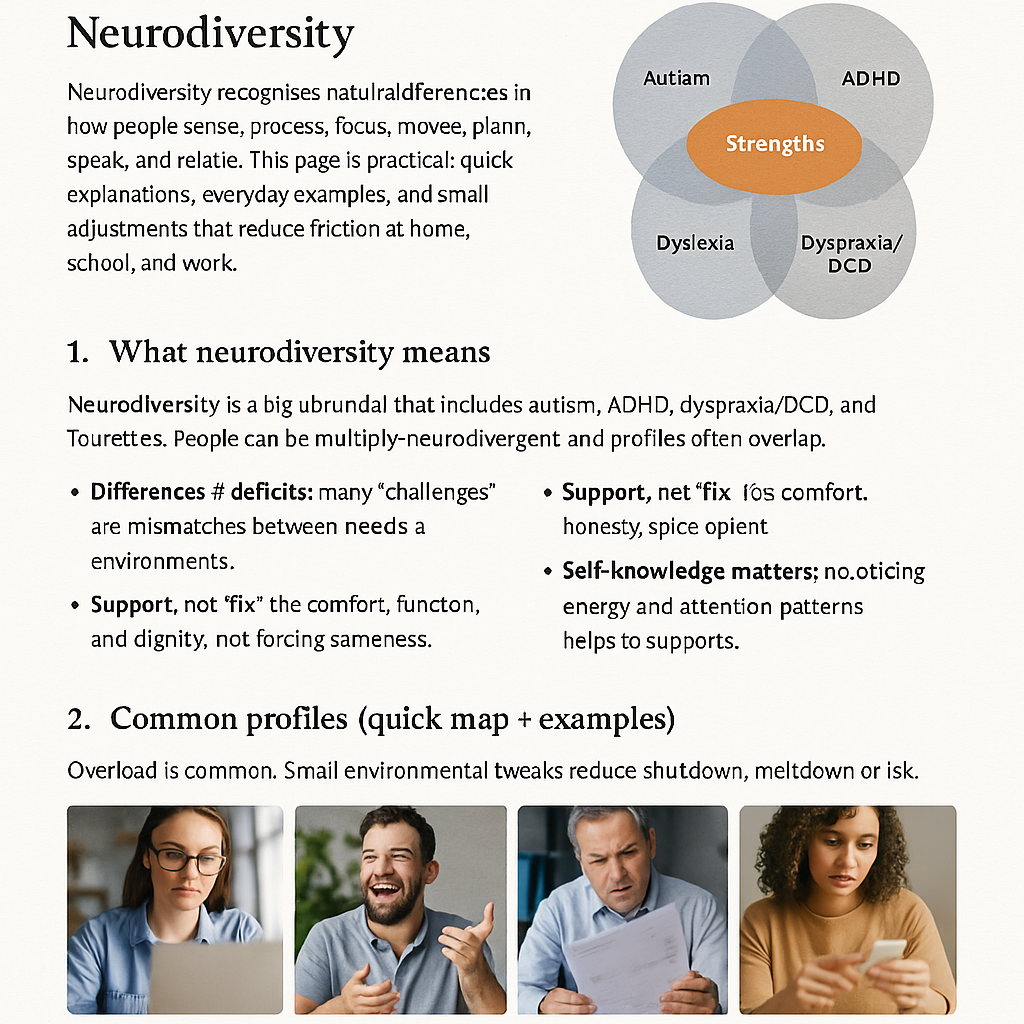 Neurodiversity
Neurodiversity recognises natulraldferenc:es in
how people sense, process, focus, movee, plann,
speak, and relatie. This page is practical: quick
explanations, everyday examples, and small
adjustments that reduce friction at home,
school, and work.
Autiam
ADHD
Strengths
Dyslexia
Dyspraxia/
DCD
1. What neurodiversity means
Neurodiversity is a big ubrundal that includes autism, ADHD, dyspraxia/DCD, and
Tourettes. People can be multiply-neurodivergent and profiles often overlap.
• Differences # deficits: many “challenges”
are mismatches between needs a
environments.
• Support, not “fix” the comfort, functon,
and dignity, not forcing sameness.
• Support, net “fix comfort.
honesty, spice opient
• Self-knowledge matters; no.oticing
energy and attention patterns
helps to supports.
2. Common profiles (quick map + examples)
Overload is common. Smail environmental tweaks reduce shutdown, meltdown or isk.